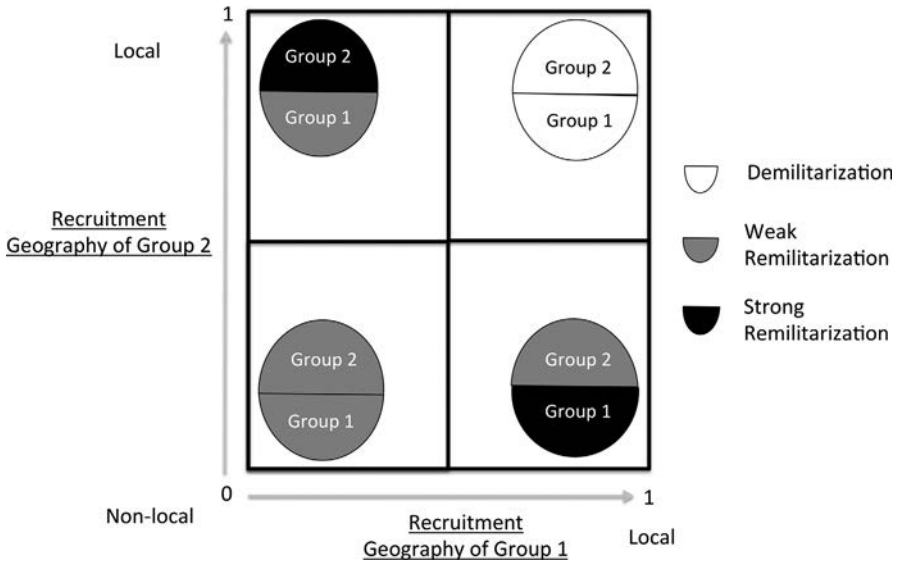 1
Local
Group 2
Group 1
Group 2
Group 1
Recruitment
Geography of Group 2
Demilitarization
Weak
Remilitarization
Strong
Remilitarization
Group 2
Group 1
Group 2
Group 1
0
1
Non-local
Recruitment
Geography of Group 1
Local